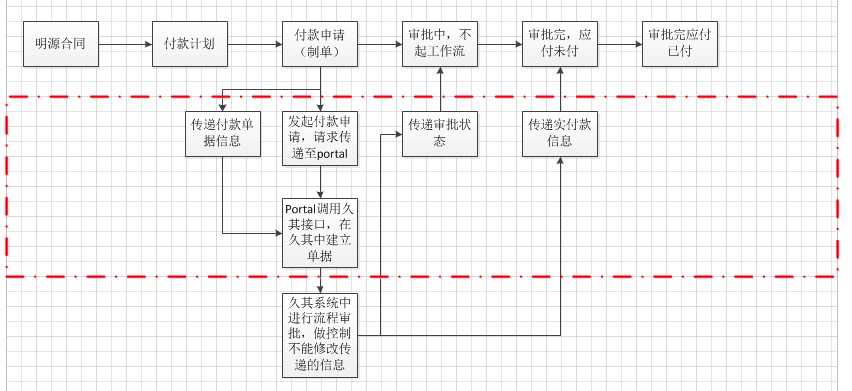 明源合同
付款计划
付款申请
（制单）
审批中，不
起工作流
审批完，应
付未付
审批完应付
已付
传递付款单
据信息
发起付款申
请，请求传
递至portal
传递审批状
态
传递实付款
信息
Portal调用久
其接口，在
久其中建立
单据
久其系统中
进行流程审
批，做控制
不能修改传
递的信息